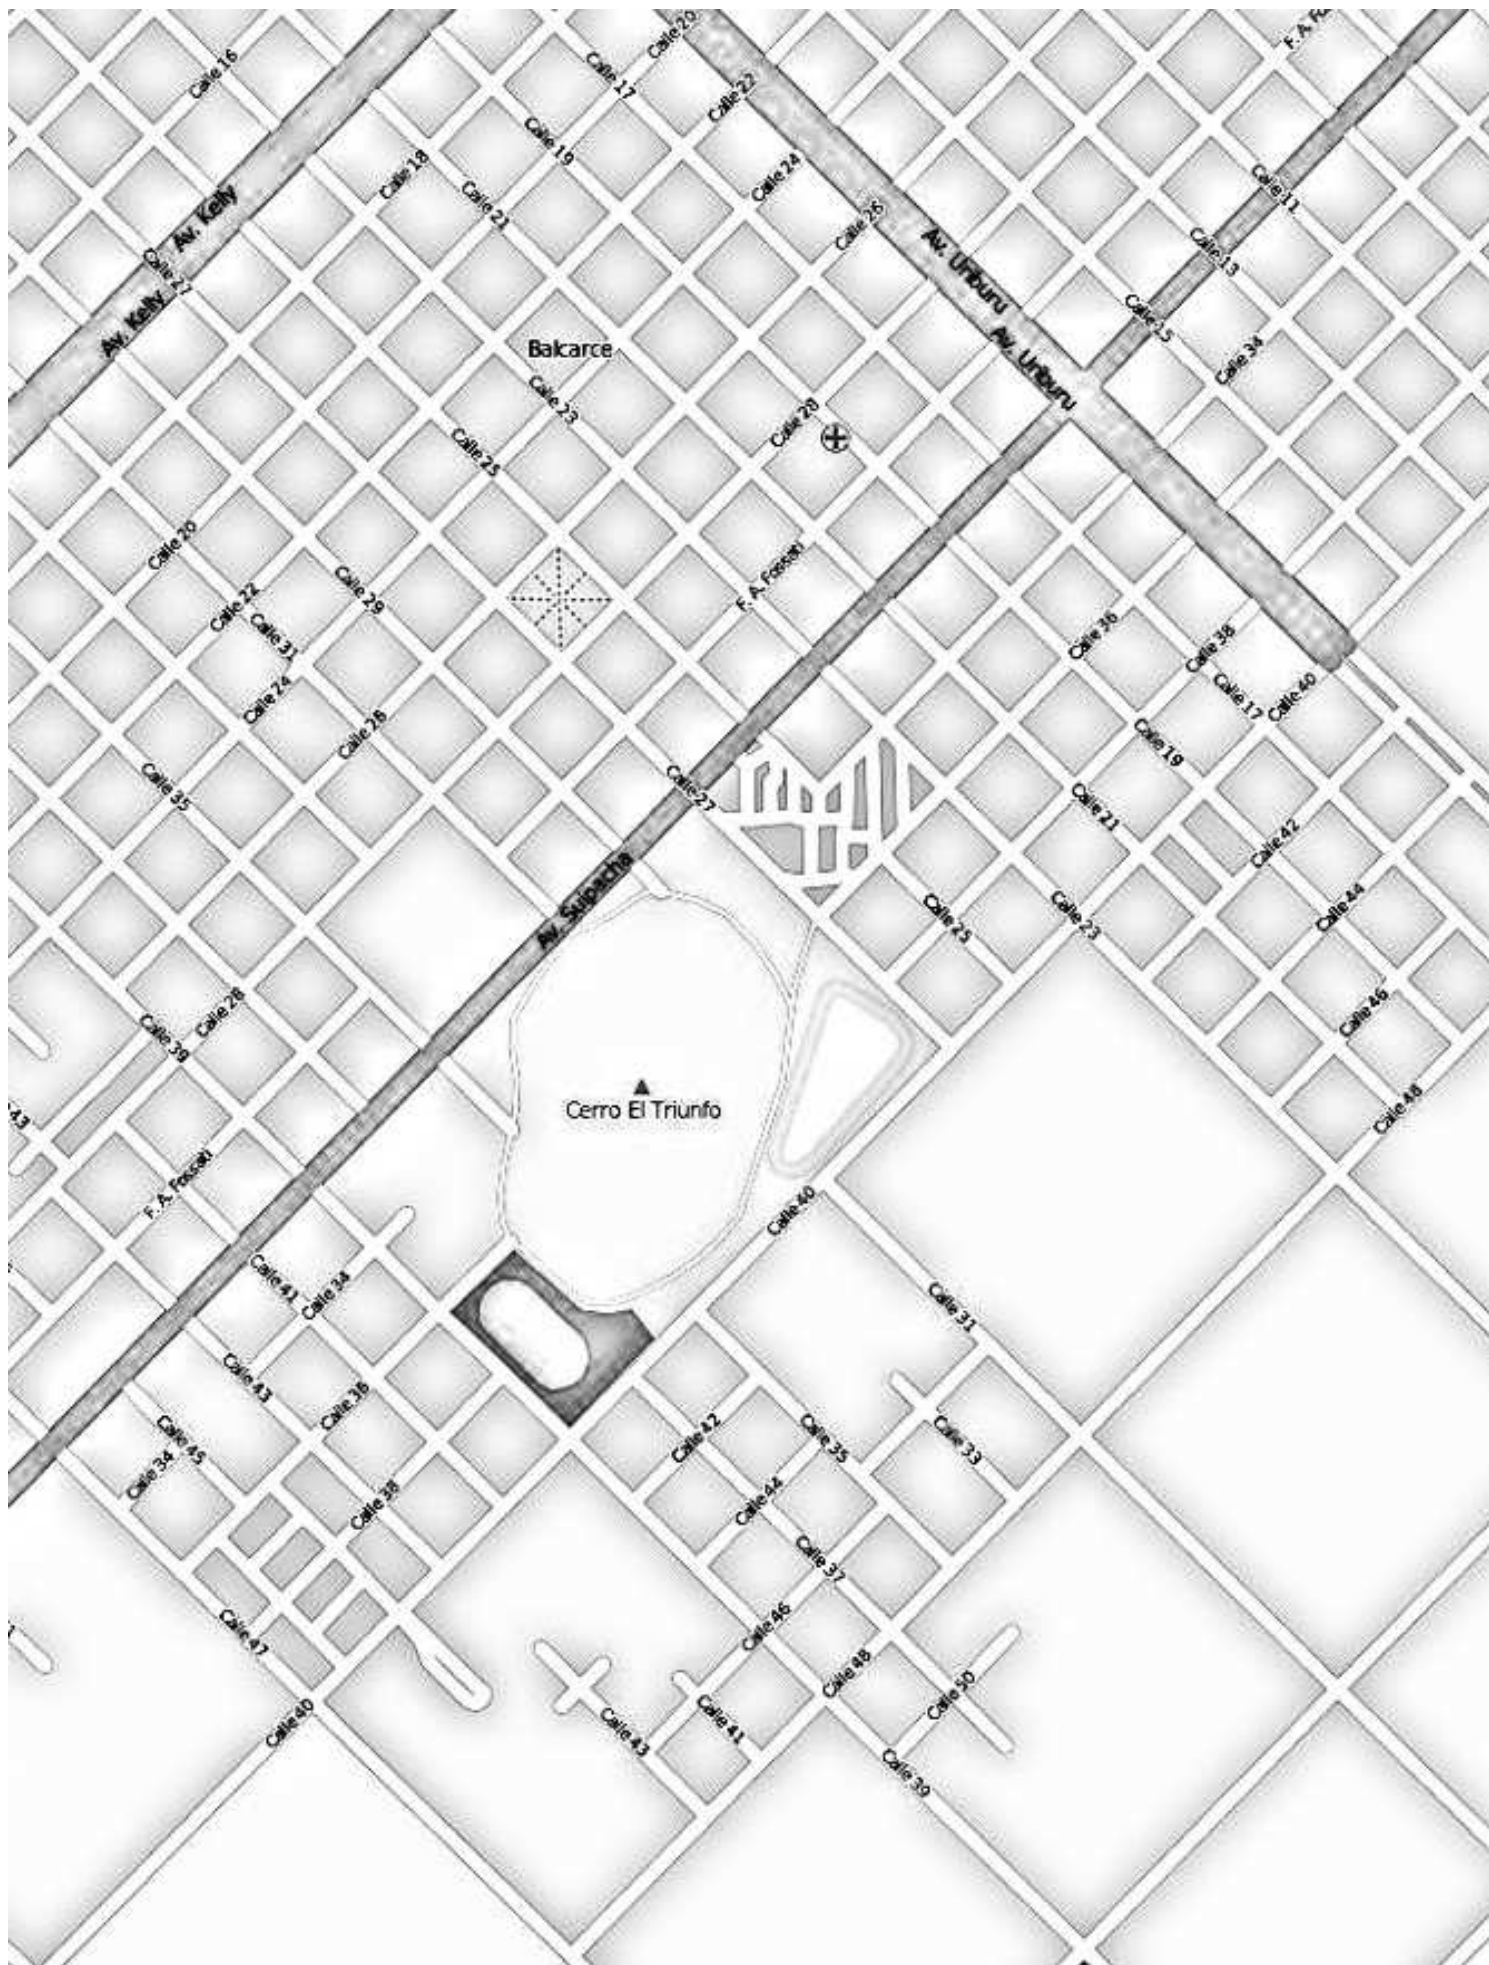 Calle 20
F. A.
Calle 16
Calle 17
Calle 22
Calle 19
Calle 18
Calle 24
Calle 11
Calle 21
Av. Kelly
Calle 26
Calle 13
Av. Uriburu
Calle 27
Av. Kelly
Calle 15
Balcarce
Av. Uriburu
Calle 34
Calle 23
Calle 28
Calle 25
Calle 20
F. A. Fossati
Calle 29
Calle 22
Calle 31
Calle 36
Calle 38
Calle 24
Calle 17
Calle 40
Calle 26
Calle 19
Calle 35
Calle 27
Calle 21
Calle 42
Av. Suipacha
Calle 44
Calle 25
Calle 23
Calle 28
Calle 46
Calle 39
Cerro El Triunfo
Calle 48
F. A. Fossati
Calle 40
Calle 41
Calle 34
Calle 31
Calle 43
Calle 36
Calle 42
Calle 35
Calle 33
Calle 45
Calle 34
Calle 38
Calle 44
Calle 37
Calle 47
Calle 46
Calle 48
Calle 50
Calle 40
Calle 43
Calle 41
Calle 39